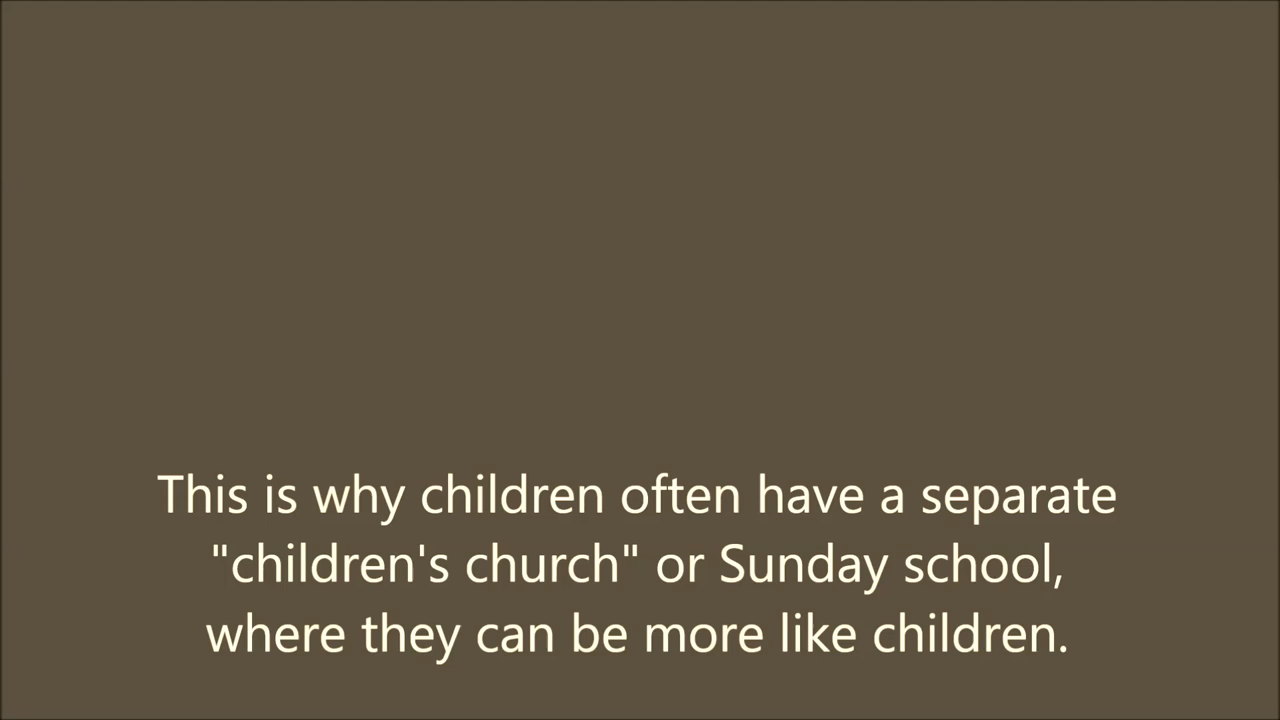 This is why children often have a separate
"children's church" or Sunday school,
where they can be more like children.